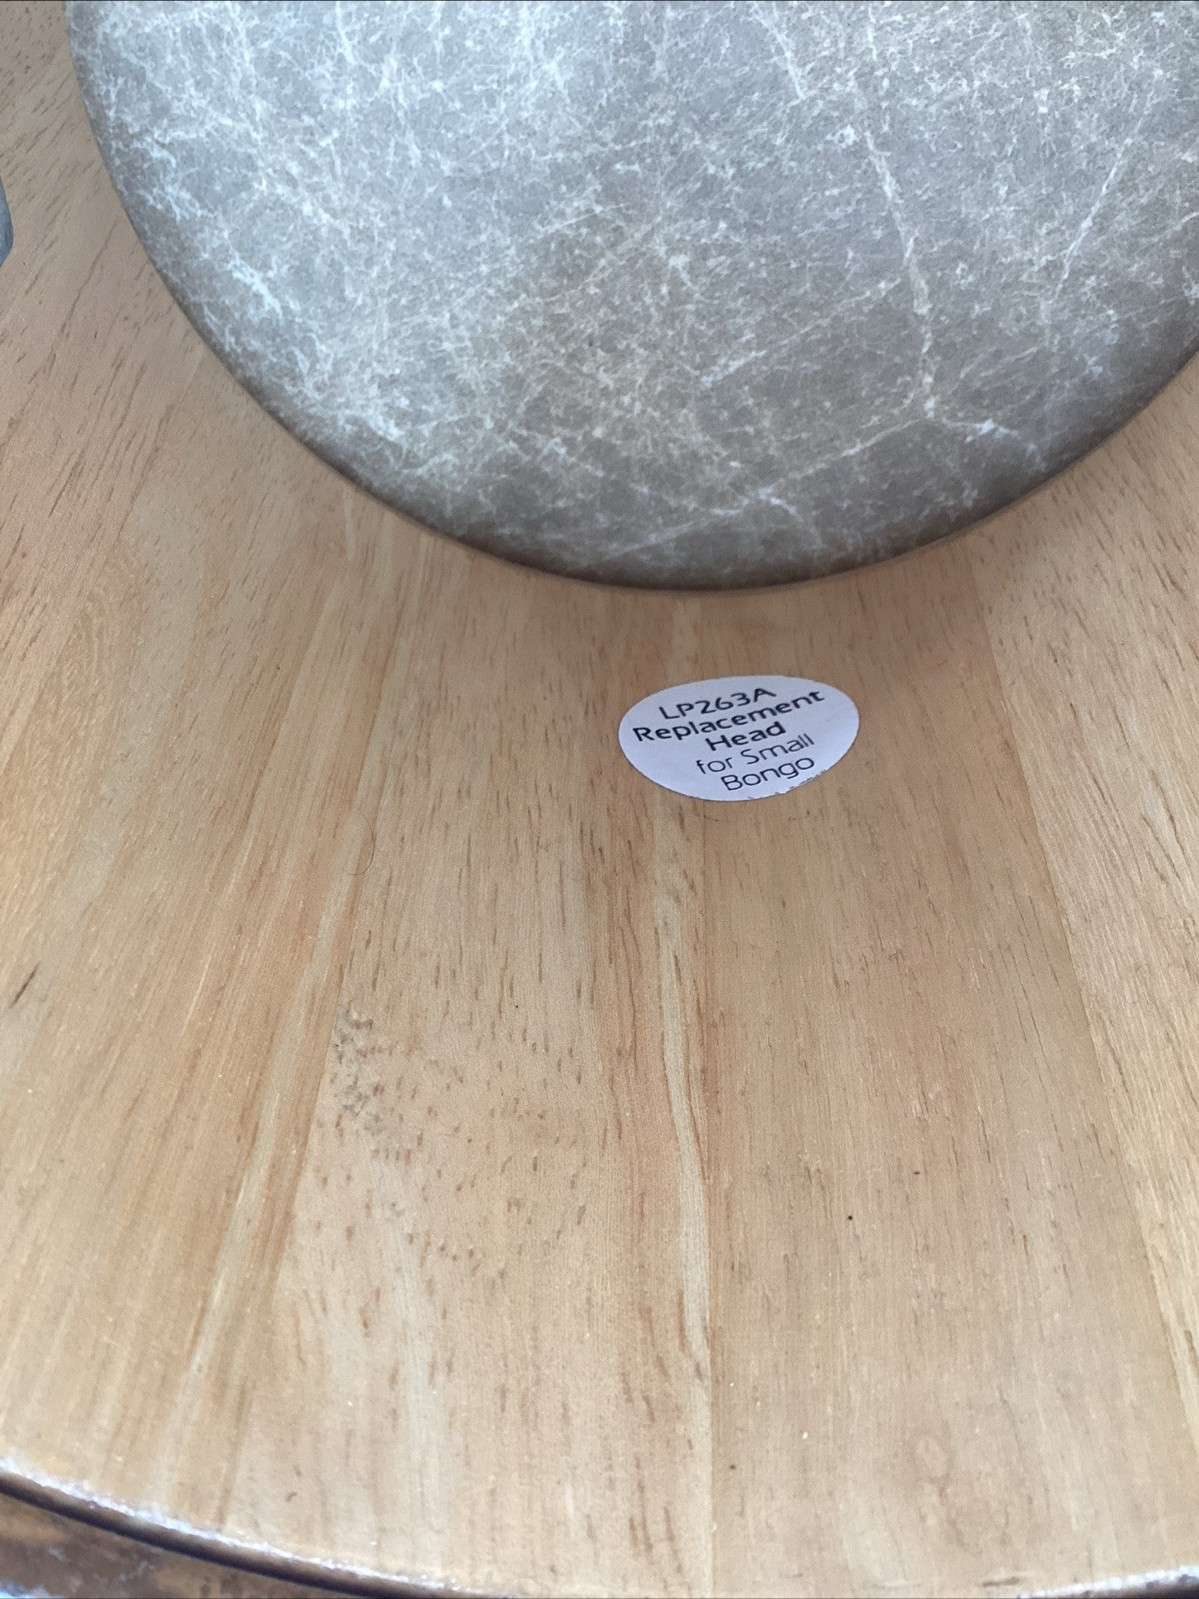 LP263A
Replacement
Head
for Small
Bongo